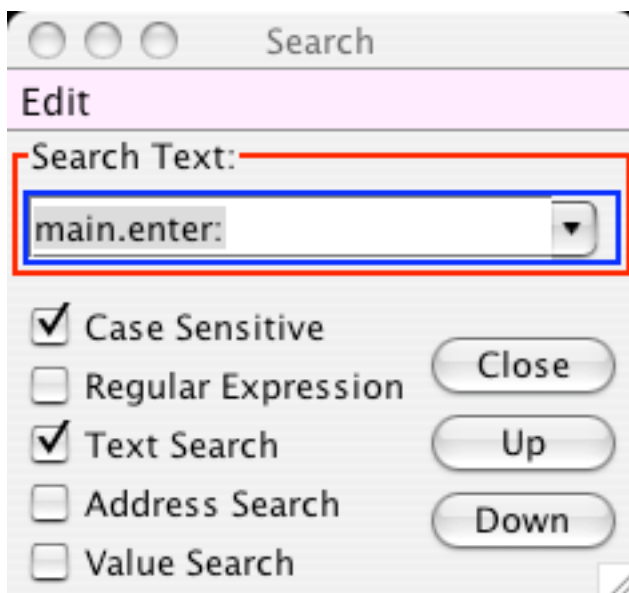 Search
Edit
Search Text:
main.enter:
Case Sensitive
Regular Expression
Close
Text Search
Up
Address Search
Down
Value Search